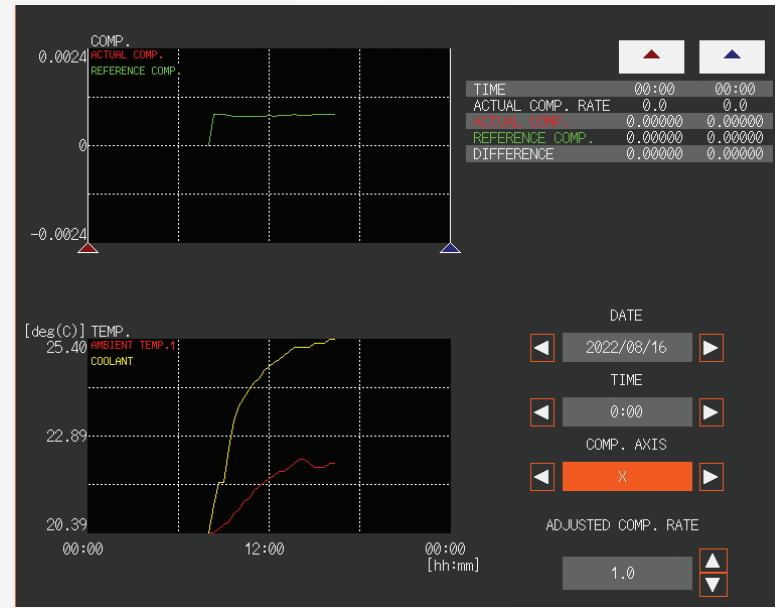 COMP.
0.0024
ACTUAL COMP.
REFERENCE COMP.
0
-0.0024
TIME 00:00 00:00
ACTUAL COMP. RATE 0.0 0.0
ACTUAL COMP. 0.00000 0.00000
REFERENCE COMP. 0.00000 0.00000
DIFFERENCE 0.00000 0.00000
[deg(C)] TEMP.
25.40
AMBIENT TEMP.1
COOLANT
22.89
20.39
00:00 12:00 00:00
[hh:mm]
DATE
2022/08/16
TIME
0:00
COMP. AXIS
X
ADJUSTED COMP. RATE
1.0